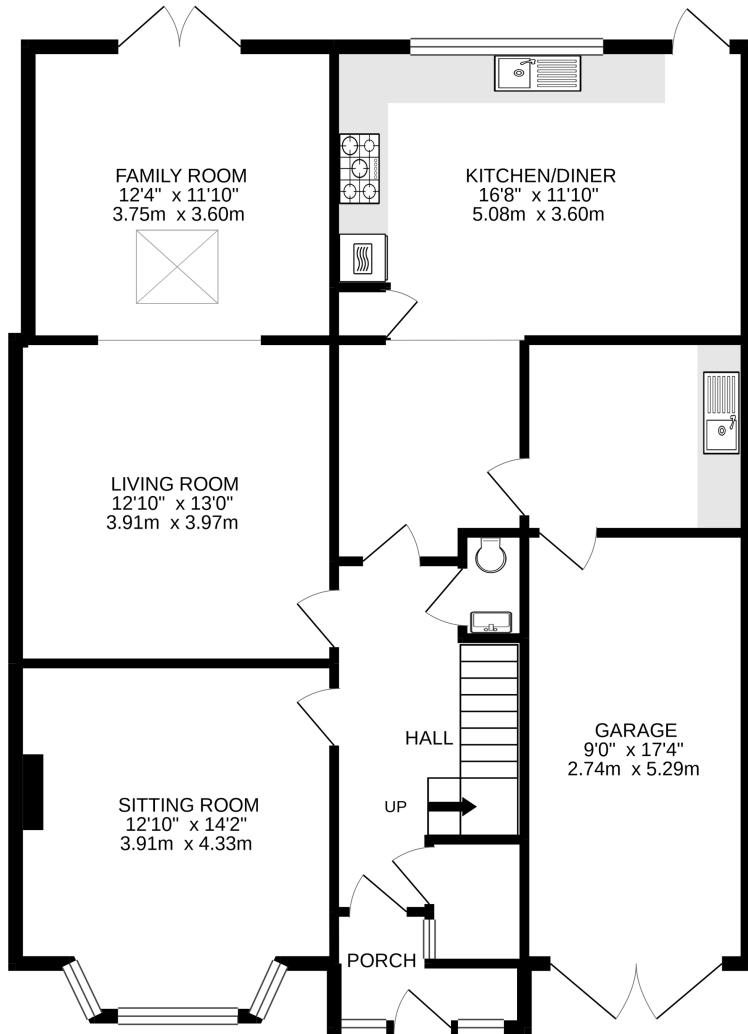 FAMILY ROOM
12'4" x 11'10"
3.75m x 3.60m
KITCHEN/DINER
16'8" x 11'10"
5.08m x 3.60m
LIVING ROOM
12'10" x 13'0"
3.91m x 3.97m
HALL
GARAGE
9'0" x 17'4"
2.74m x 5.29m
SITTING ROOM
12'10" x 14'2"
3.91m x 4.33m
UP
PORCH